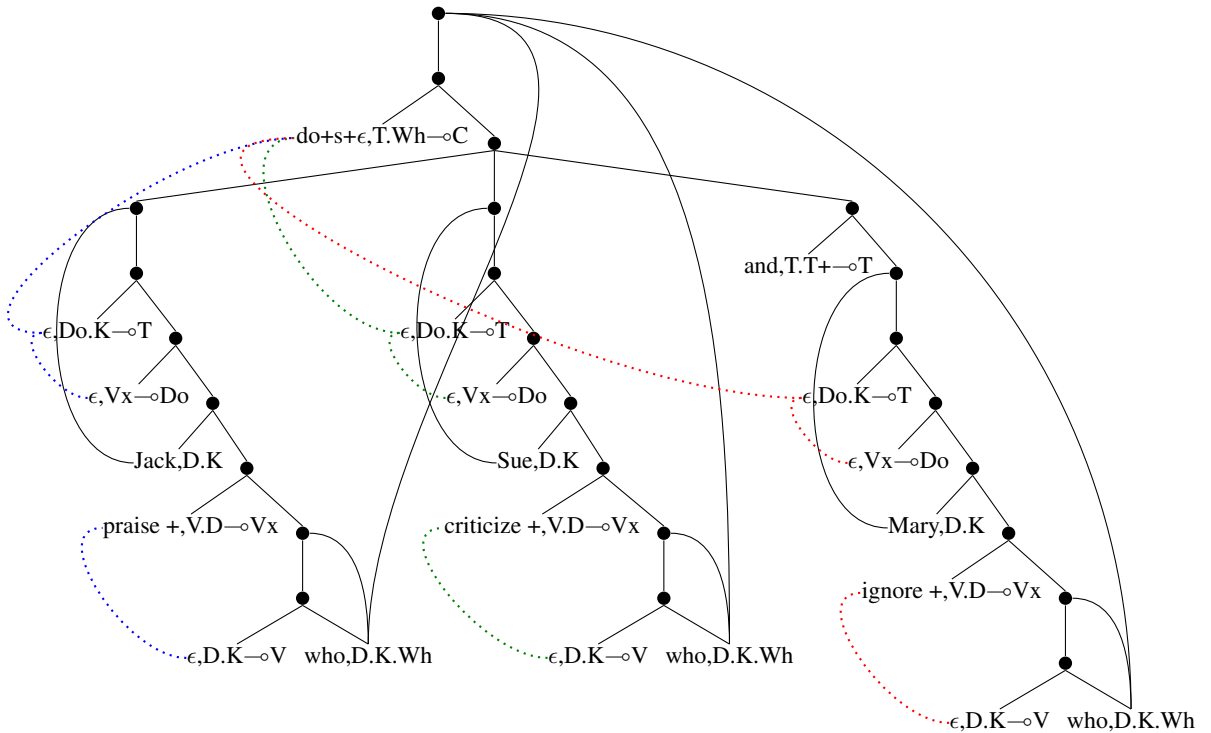 do+s+ϵ,T.Wh⊸C
and,T.T+⊸T
ϵ,Do.K⊸T ϵ,Do.K⊸T
ϵ,Vx⊸Do ϵ,Vx⊸Do ϵ,Do.K⊸T
Jack,D.K Sue,D.K ϵ,Vx⊸Do
praise +,V.D⊸Vx criticize +,V.D⊸Vx Mary,D.K
ignore +,V.D⊸Vx
ϵ,D.K⊸V who,D.K.Wh ϵ,D.K⊸V who,D.K.Wh
ϵ,D.K⊸V who,D.K.Wh